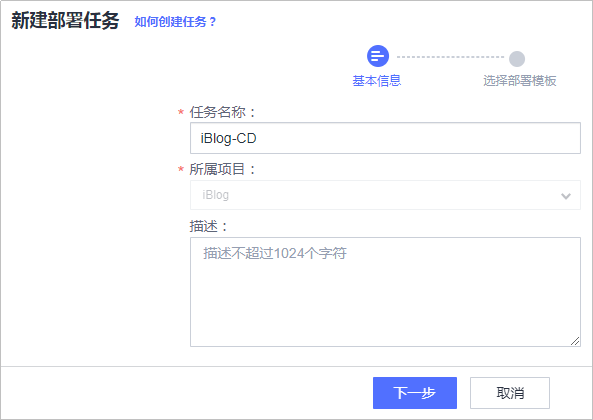 新建部署任务 如何创建任务？
基本信息 选择部署模板
* 任务名称：
iBlog-CD
* 所属项目：
iBlog
描述：
描述不超过1024个字符
下一步 取消